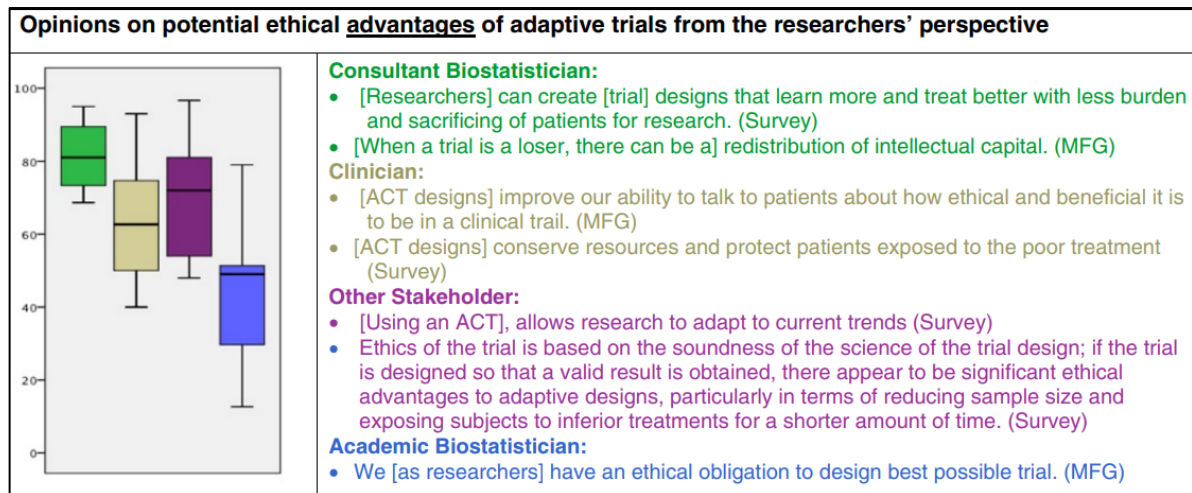 Opinions on potential ethical advantages of adaptive trials from the researchers' perspective
100
80
60
40
20
0
Consultant Biostatistician:
• [Researchers] can create [trial] designs that learn more and treat better with less burden
and sacrificing of patients for research. (Survey)
• [When a trial is a loser, there can be a] redistribution of intellectual capital. (MFG)
Clinician:
• [ACT designs] improve our ability to talk to patients about how ethical and beneficial it is
to be in a clinical trail. (MFG)
• [ACT designs] conserve resources and protect patients exposed to the poor treatment
(Survey)
Other Stakeholder:
• [Using an ACT], allows research to adapt to current trends (Survey)
• Ethics of the trial is based on the soundness of the science of the trial design; if the trial
is designed so that a valid result is obtained, there appear to be significant ethical
advantages to adaptive designs, particularly in terms of reducing sample size and
exposing subjects to inferior treatments for a shorter amount of time. (Survey)
Academic Biostatistician:
• We [as researchers] have an ethical obligation to design best possible trial. (MFG)